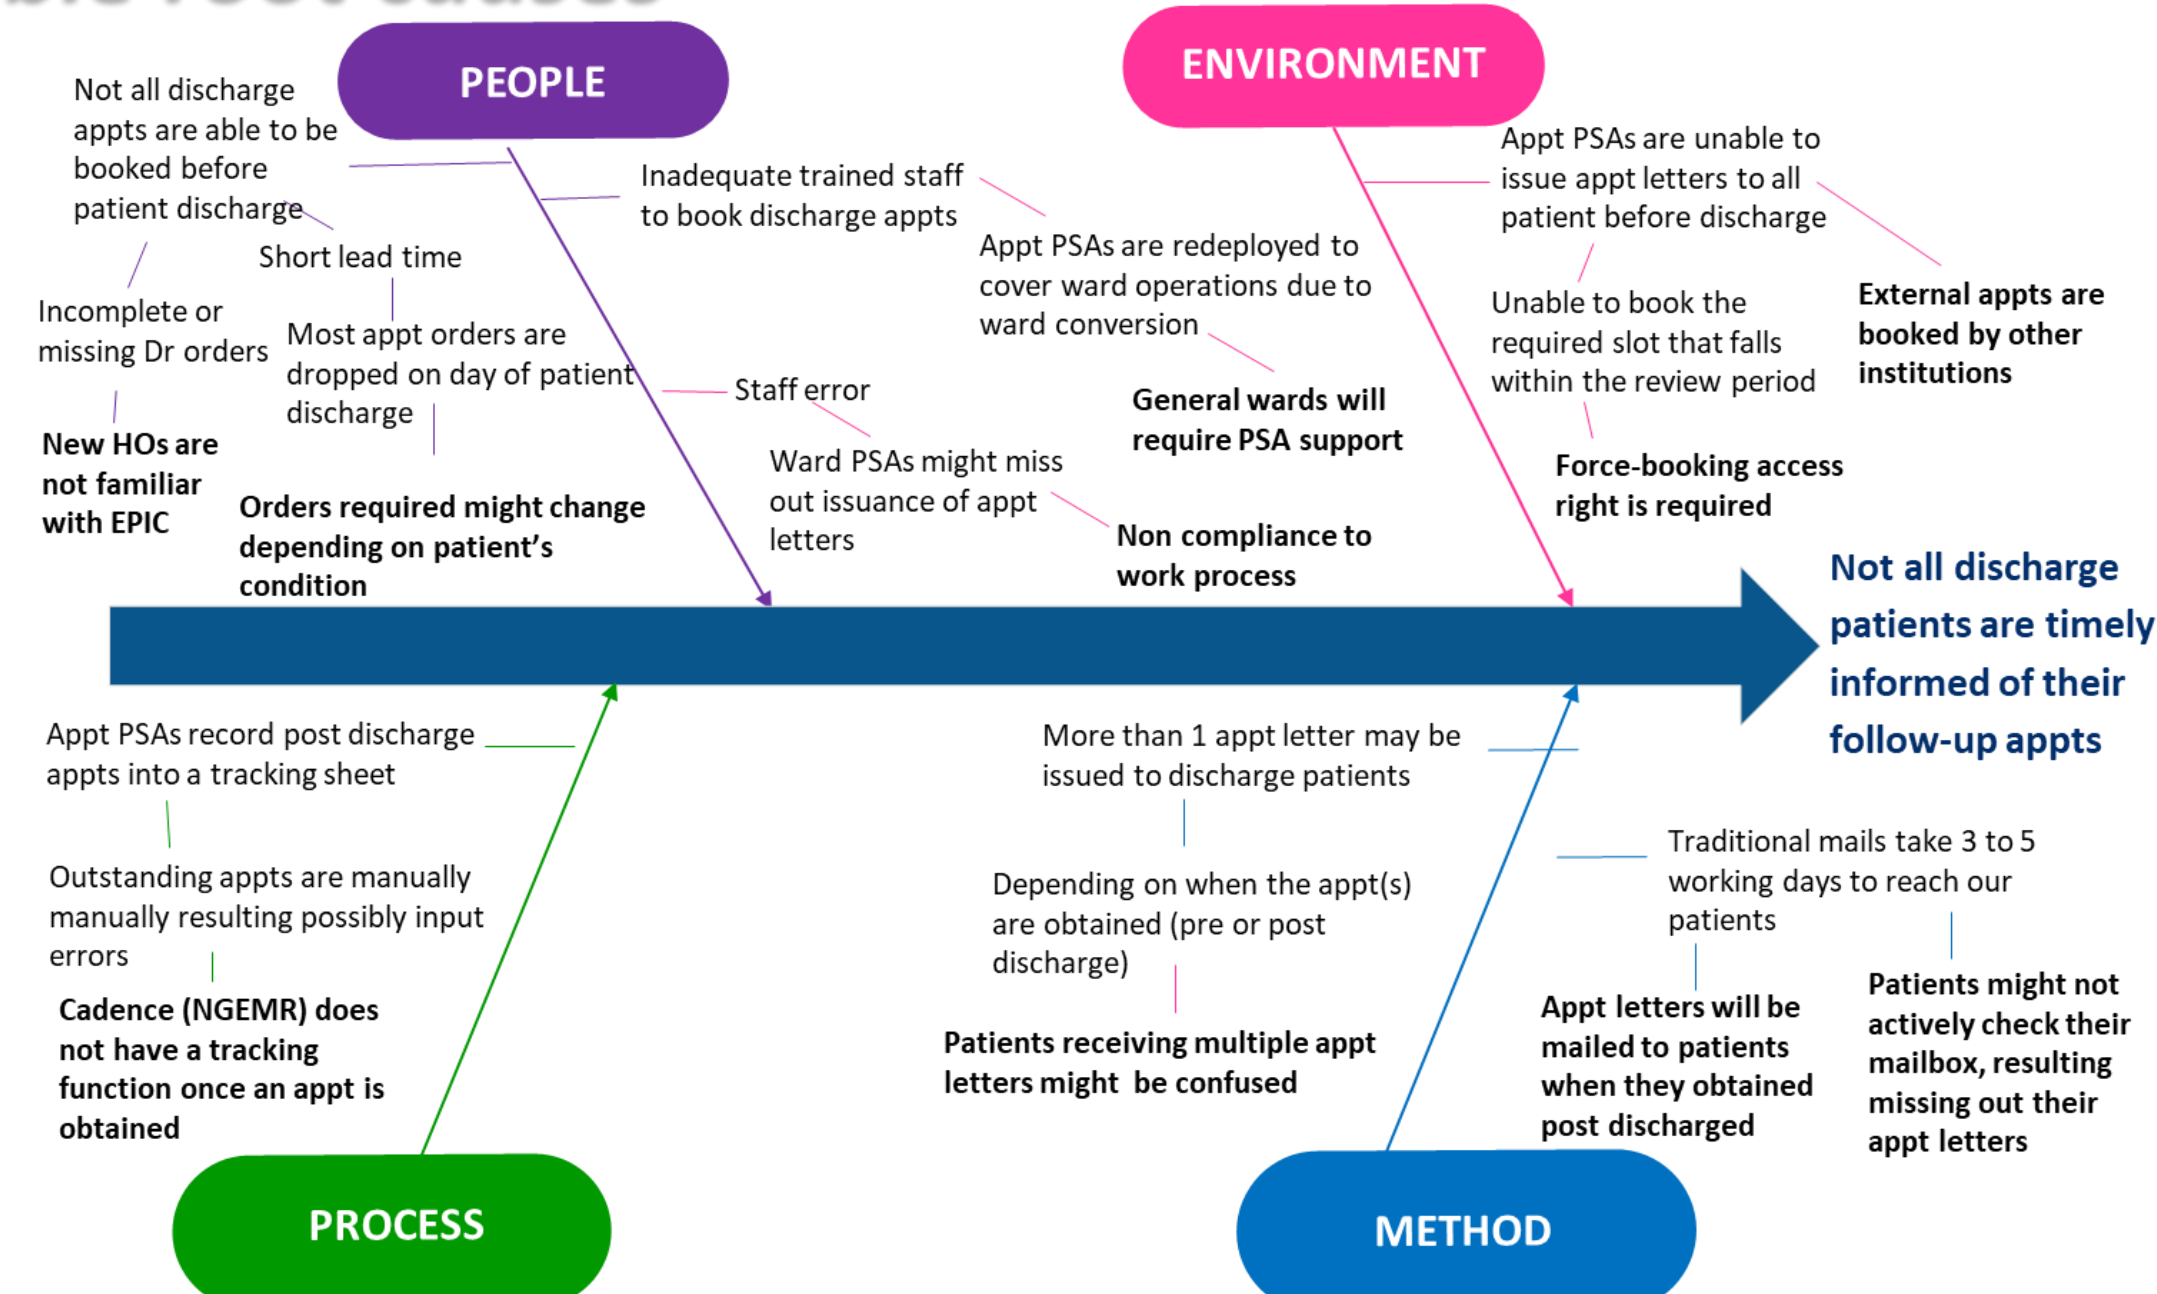 PEOPLE
ENVIRONMENT
Not all discharge
appts are able to be
booked before
patient discharge
Short lead time
Incomplete or
missing Dr orders
Most appt orders are
dropped on day of patient
discharge
New HOs are
not familiar
with EPIC
Orders required might change
depending on patient’s
condition
Inadequate trained staff
to book discharge appts
Appt PSAs are redeployed to
cover ward operations due to
ward conversion
General wards will
require PSA support
Staff error
Ward PSAs might miss
out issuance of appt
letters
Non compliance to
work process
Appt PSAs are unable to
issue appt letters to all
patient before discharge
Unable to book the
required slot that falls
within the review period
Force-booking access
right is required
External appts are
booked by other
institutions
Not all discharge
patients are timely
informed of their
follow-up appts
Appt PSAs record post discharge
appts into a tracking sheet
Outstanding appts are manually
manually resulting possibly input
errors
Cadence (NGEMR) does
not have a tracking
function once an appt is
obtained
More than 1 appt letter may be
issued to discharge patients
Depending on when the appt(s)
are obtained (pre or post
discharge)
Patients receiving multiple appt
letters might be confused
Traditional mails take 3 to 5
working days to reach our
patients
Appt letters will be
mailed to patients
when they obtained
post discharged
Patients might not
actively check their
mailbox, resulting
missing out their
appt letters
PROCESS
METHOD